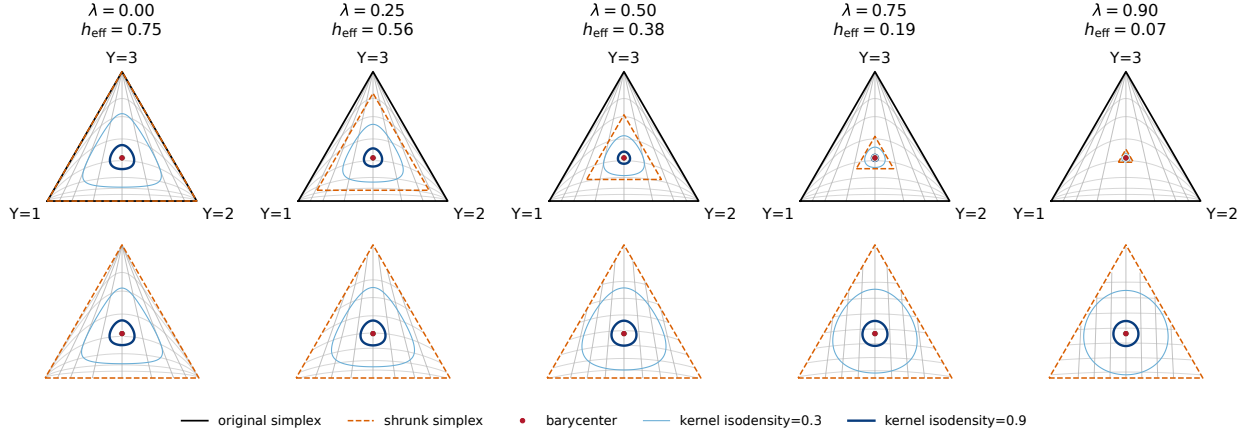 λ = 0.00
h_eff = 0.75
λ = 0.25
h_eff = 0.56
λ = 0.50
h_eff = 0.38
λ = 0.75
h_eff = 0.19
λ = 0.90
h_eff = 0.07
Y=3
Y=3
Y=3
Y=3
Y=3
Y=1
Y=2
Y=1
Y=2
Y=1
Y=2
Y=1
Y=2
Y=1
Y=2
original simplex
shrunk simplex
barycenter
kernel isodensity=0.3
kernel isodensity=0.9